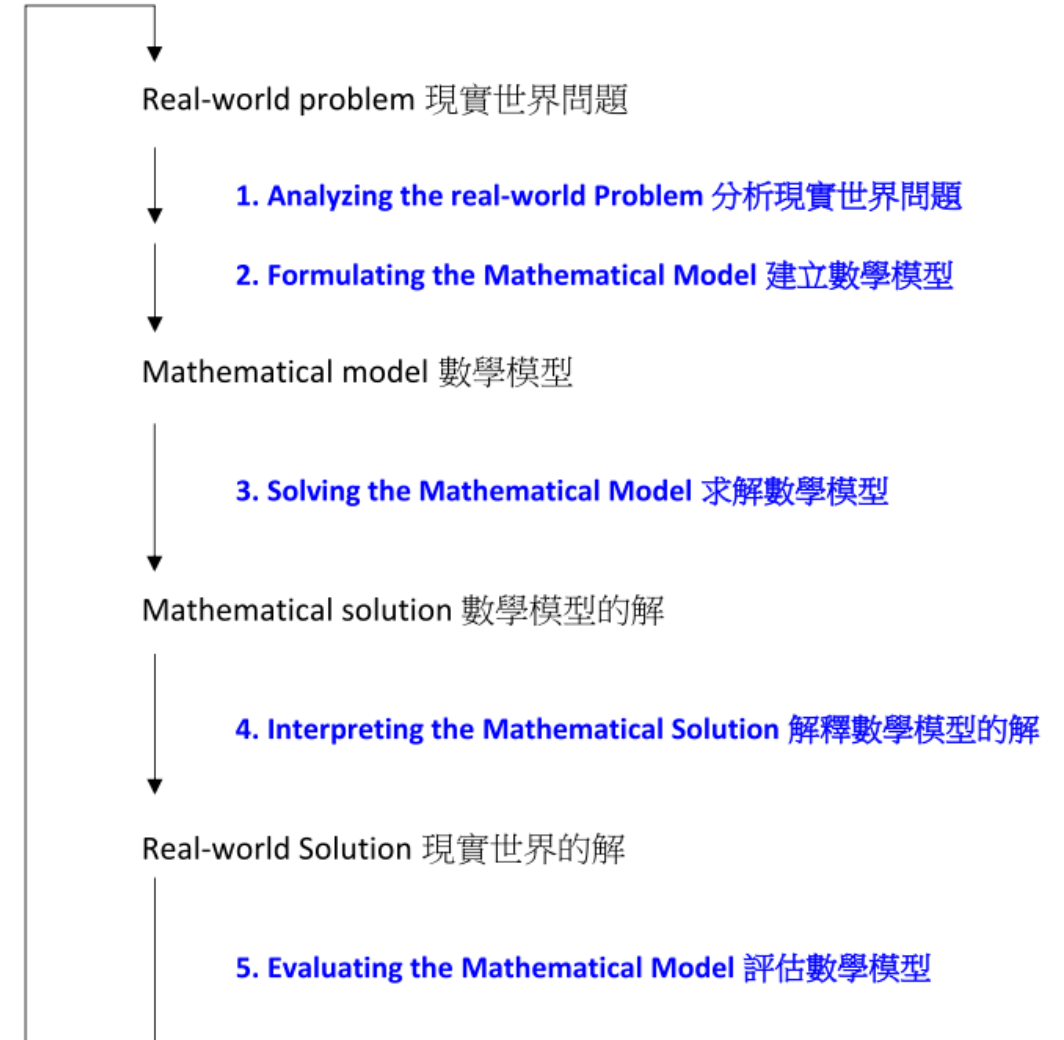 Real-world problem 現實世界問題
1. Analyzing the real-world Problem 分析現實世界問題
2. Formulating the Mathematical Model 建立數學模型
Mathematical model 數學模型
3. Solving the Mathematical Model 求解數學模型
Mathematical solution 數學模型的解
4. Interpreting the Mathematical Solution 解釋數學模型的解
Real-world Solution 現實世界的解
5. Evaluating the Mathematical Model 評估數學模型